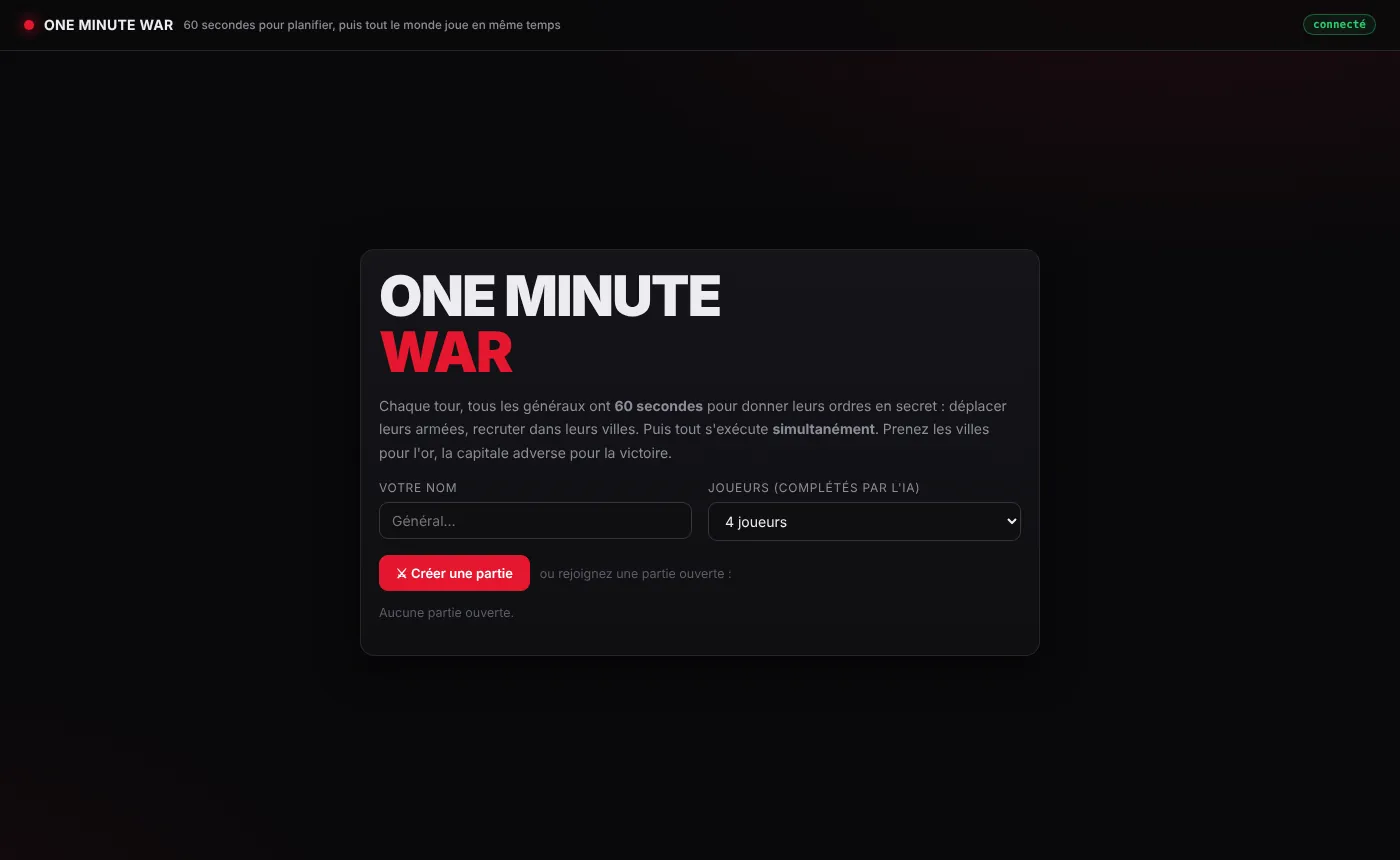 ONE MINUTE WAR 60 secondes pour planifier, puis tout le monde joue en même temps
connecté
ONE MINUTE
WAR
Chaque tour, tous les généraux ont 60 secondes pour donner leurs ordres en secret : déplacer
leurs armées, recruter dans leurs villes. Puis tout s'exécute simultanément. Prenez les villes
pour l'or, la capitale adverse pour la victoire.
VOTRE NOM
JOUEURS (COMPLÉTÉS PAR L'IA)
Général...
4 joueurs
⚔ Créer une partie
ou rejoignez une partie ouverte :
Aucune partie ouverte.